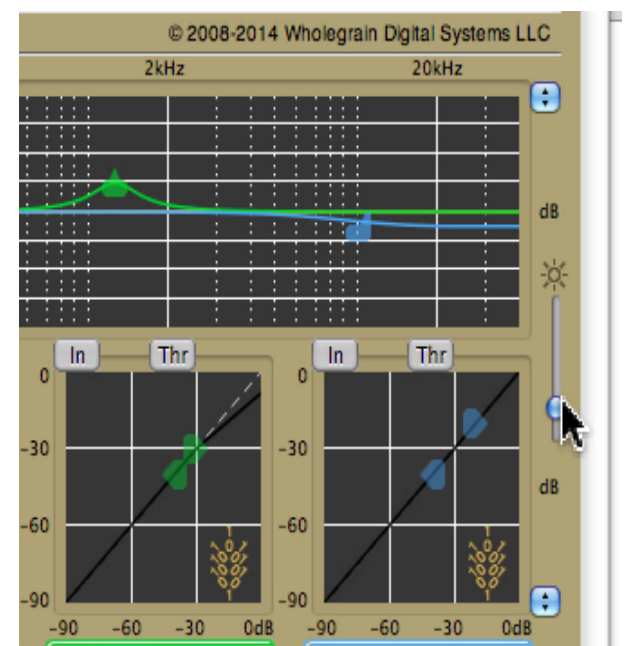 © 2008-2014 Wholegrain Digital Systems LLC
2kHz 20kHz
dB
In Thr In Thr
0 0
-30 -30
dB
-60 -60
-90 -90
-90 -60 -30 0dB -90 -60 -30 0dB